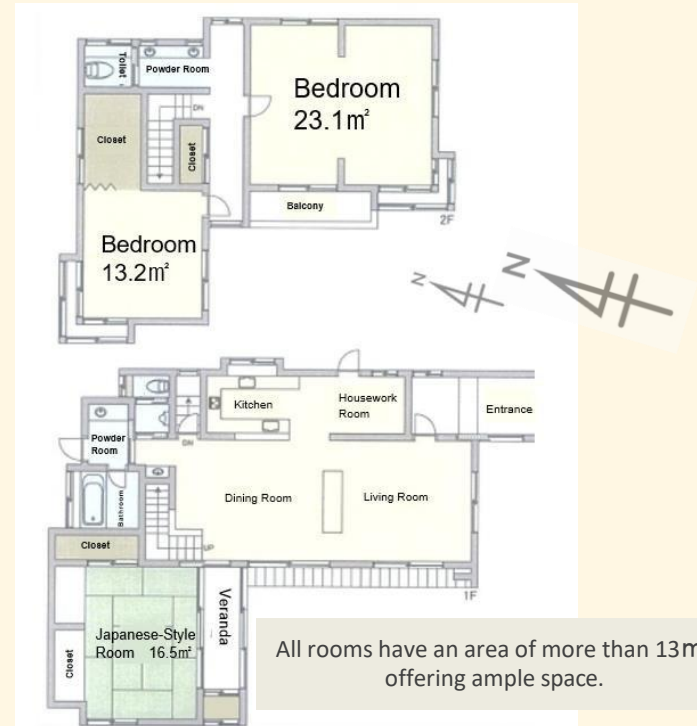 Toilet
Powder Room
Bedroom
23.1㎡
DN
Closet
Closet
Balcony
2F
Bedroom
13.2㎡
N
N
Kitchen
Housework
Room
Entrance
Powder
Room
DN
Dining Room
Living Room
Bathroom
UP
Closet
1F
Veranda
Japanese-Style
Room 16.5㎡
Closet
All rooms have an area of more than 13m
offering ample space.